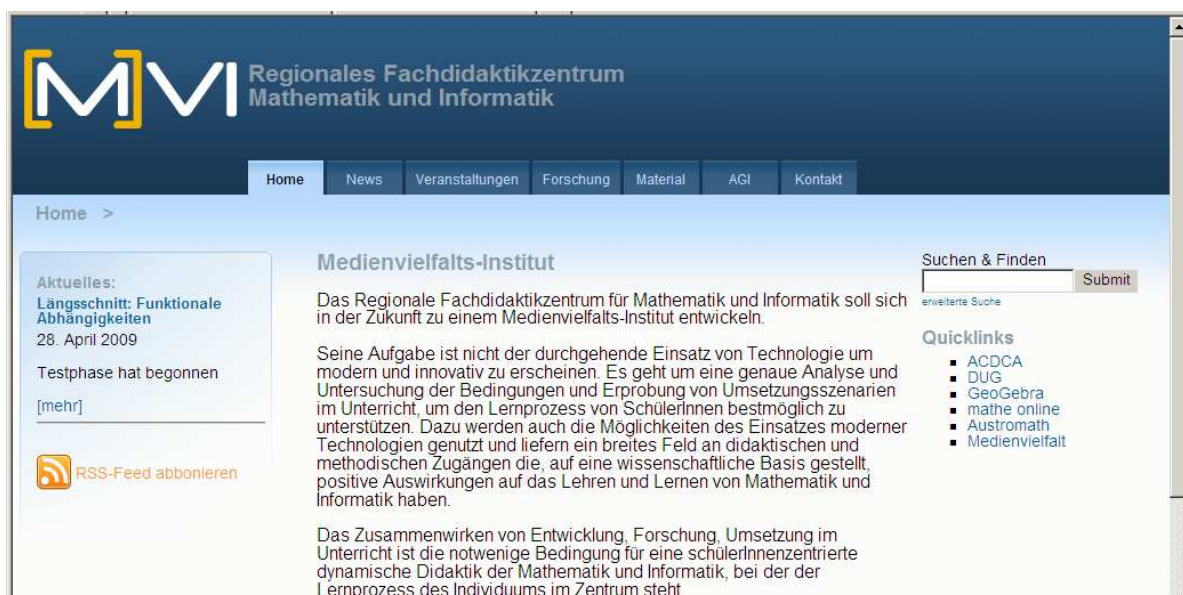 [M]VI
Regionales Fachdidaktikzentrum
Mathematik und Informatik
Home
News
Veranstaltungen
Forschung
Material
AGI
Kontakt
Home >
Aktuelles:
Längsschnitt: Funktionale
Abhängigkeiten
28. April 2009
Testphase hat begonnen
[mehr]
RSS-Feed abbonieren
Medienvielfalts-Institut
Das Regionale Fachdidaktikzentrum für Mathematik und Informatik soll sich
in der Zukunft zu einem Medienvielfalts-Institut entwickeln.
Seine Aufgabe ist nicht der durchgehende Einsatz von Technologie um
modern und innovativ zu erscheinen. Es geht um eine genaue Analyse und
Untersuchung der Bedingungen und Erprobung von Umsetzungsszenarien
im Unterricht, um den Lernprozess von SchülerInnen bestmöglich zu
unterstützen. Dazu werden auch die Möglichkeiten des Einsatzes moderner
Technologien genutzt und liefern ein breites Feld an didaktischen und
methodischen Zugängen die, auf eine wissenschaftliche Basis gestellt,
positive Auswirkungen auf das Lehren und Lernen von Mathematik und
Informatik haben.
Das Zusammenwirken von Entwicklung, Forschung, Umsetzung im
Unterricht ist die notwenige Bedingung für eine schülerInnenzentrierte
dynamische Didaktik der Mathematik und Informatik, bei der der
Lernprozess des Individuums im Zentrum steht
Suchen & Finden
Submit
erweiterte Suche
Quicklinks
ACDCA
DUG
GeoGebra
mathe online
Austromath
Medienvielfalt